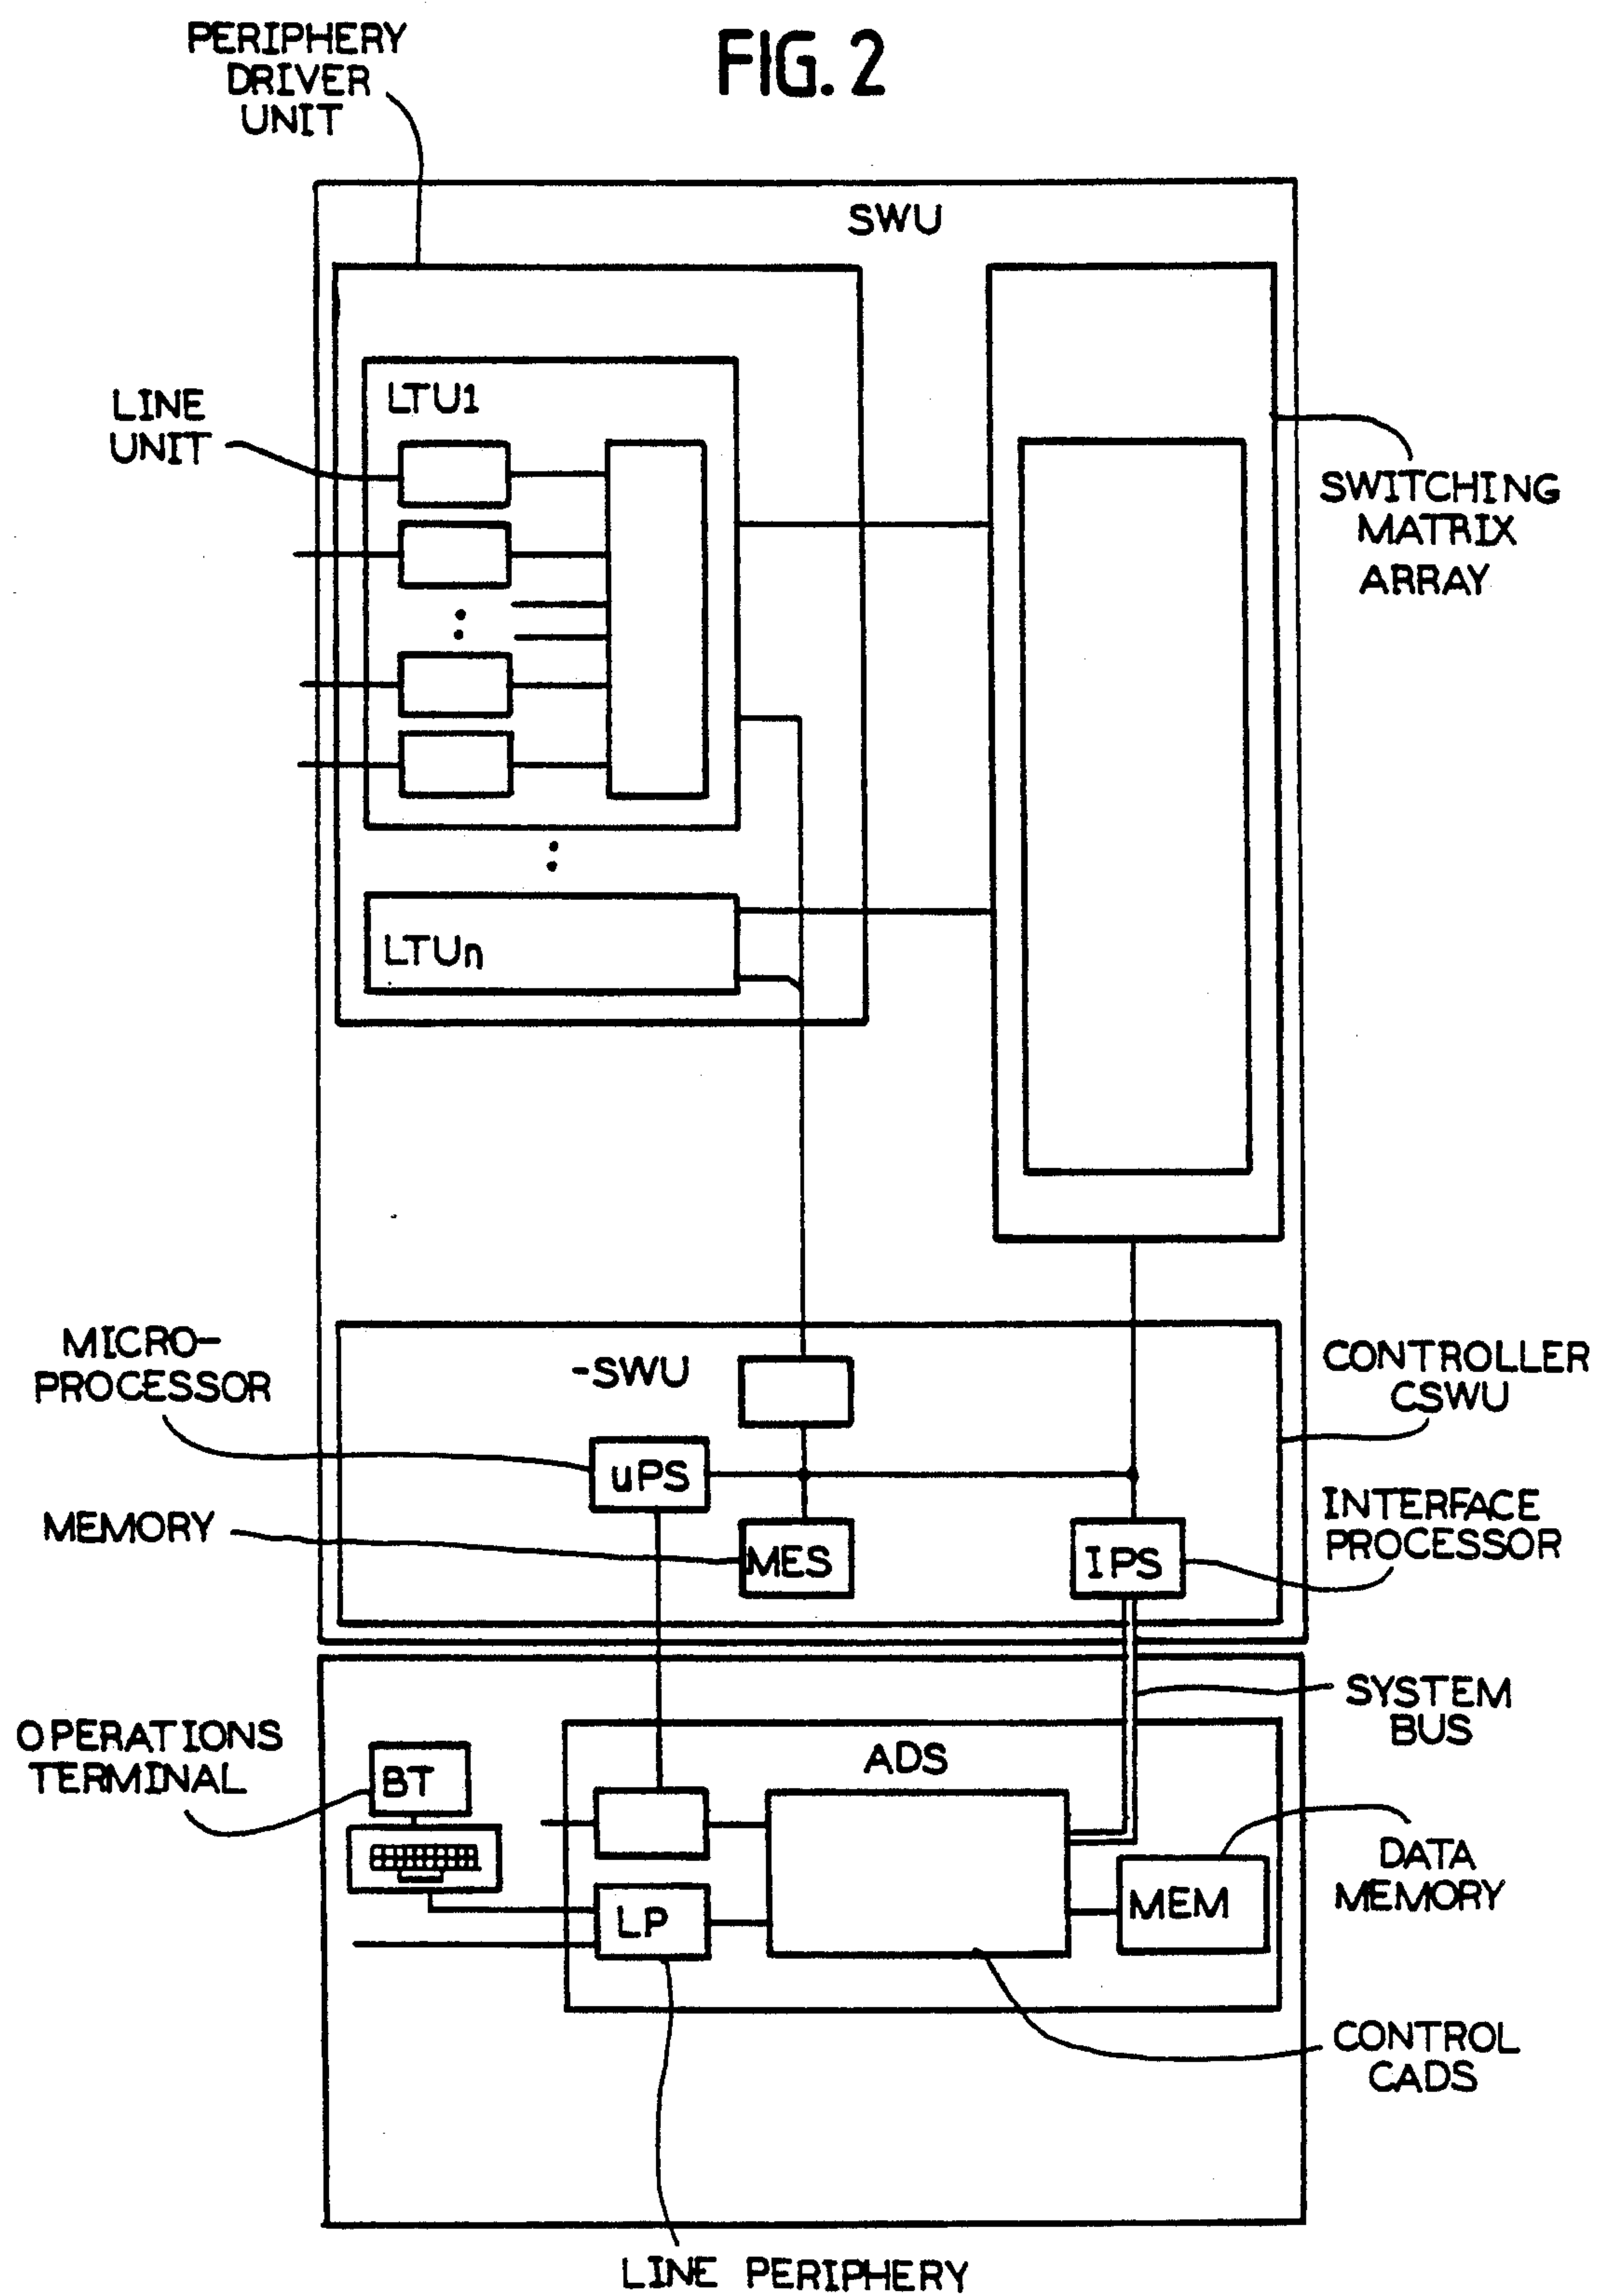 PERIPHERY
DRIVER
UNIT
FIG. 2
SWU
LTU1
LINE
UNIT
SWITCHING
MATRIX
ARRAY
LTUn
MICRO-
PROCESSOR
-SWU
CONTROLLER
CSWU
uPS
MEMORY
MES
IPS
INTERFACE
PROCESSOR
SYSTEM
BUS
OPERATIONS
TERMINAL
BT
ADS
DATA
MEMORY
MEM
LP
CONTROL
CADS
LINE PERIPHERY